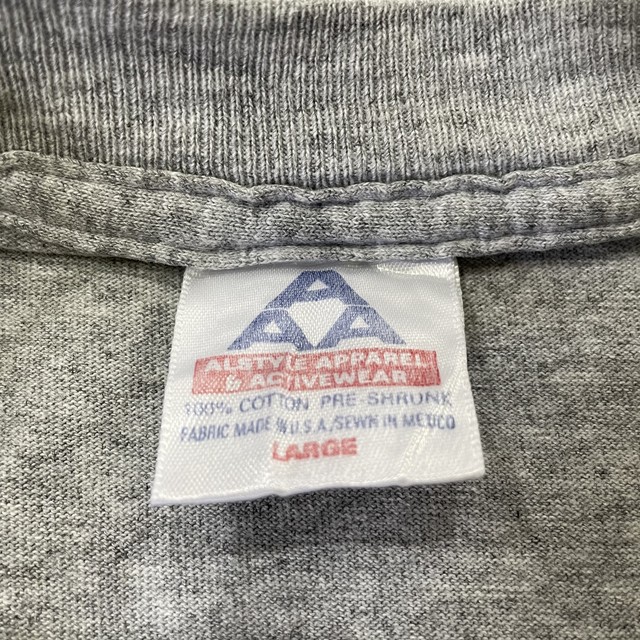 A
A A
ALSTYLE APPAREL
& ACTIVEWEAR
100% COTTON PRE-SHRUNK
FABRIC MADE IN U.S.A./SEWN IN MEXICO
LARGE